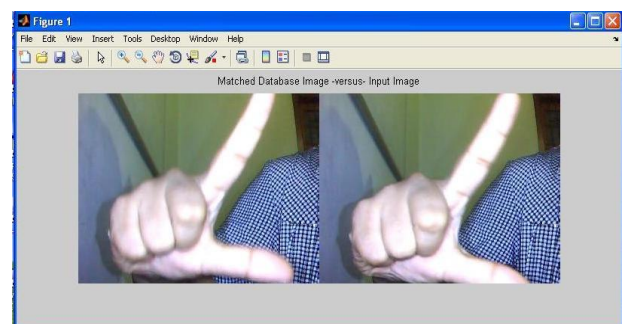 Figure 1
File Edit View Insert Tools Desktop Window Help
Matched Database Image -versus- Input Image